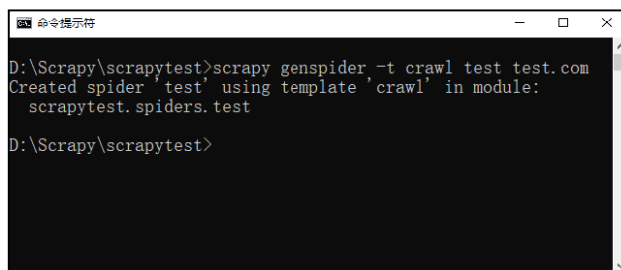 命令提示符
D:\Scrapy\scrapytest>scrapy genspider -t crawl test test.com
Created spider 'test' using template 'crawl' in module:
  scrapytest.spiders.test
D:\Scrapy\scrapytest>